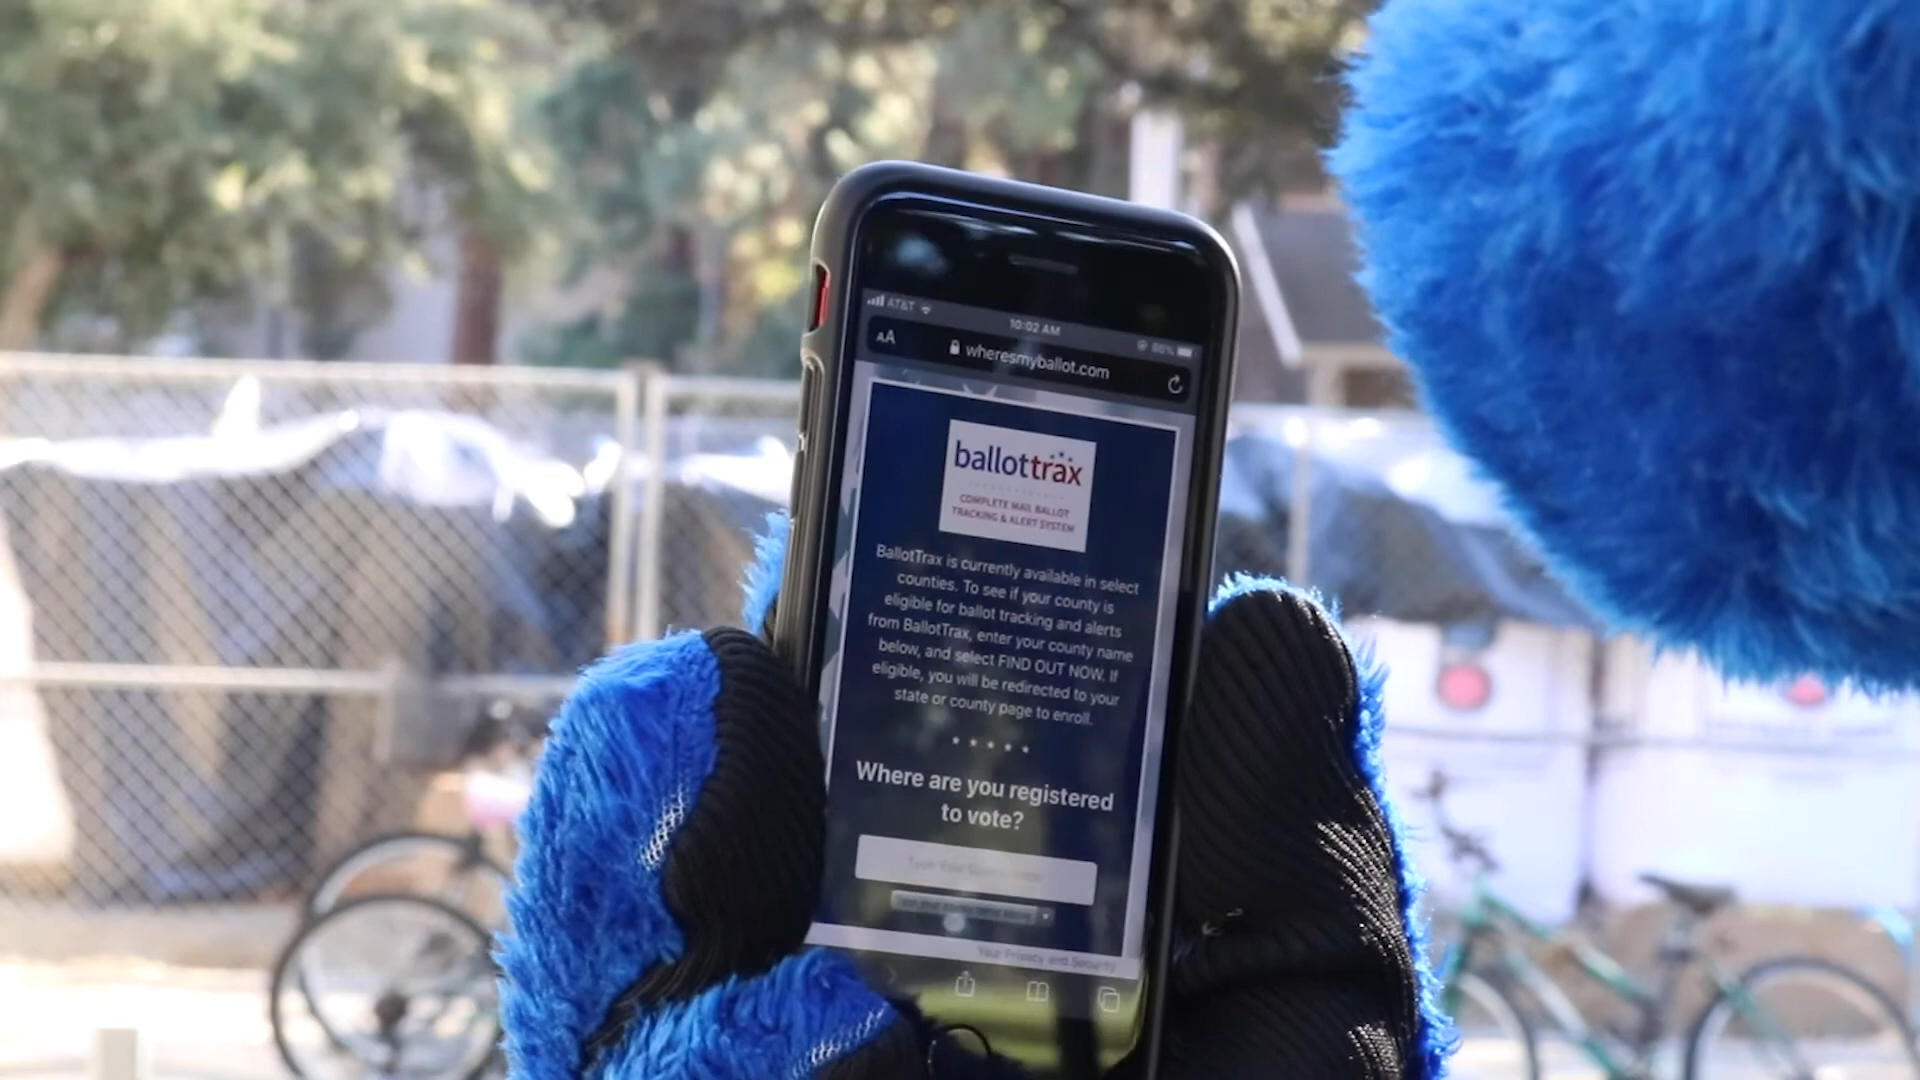 AT&T
10:02 AM
86%
AA
wheresmyballot.com
ballottrax
COMPLETE MAIL BALLOT
TRACKING & ALERT SYSTEM
BallotTrax is currently available in select
counties. To see if your county is
eligible for ballot tracking and alerts
from BallotTrax, enter your county name
below, and select FIND OUT NOW. If
eligible, you will be redirected to your
state or county page to enroll.
Where are you registered
to vote?
Your Privacy and Security